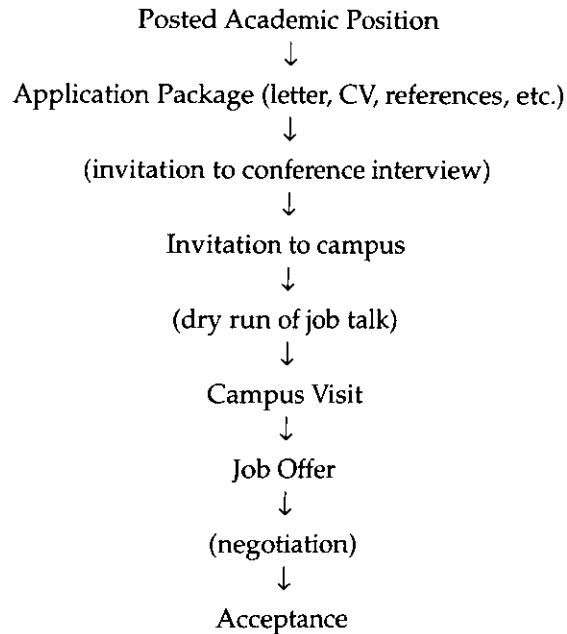 Posted Academic Position
↓
Application Package (letter, CV, references, etc.)
↓
(invitation to conference interview)
↓
Invitation to campus
↓
(dry run of job talk)
↓
Campus Visit
↓
Job Offer
↓
(negotiation)
↓
Acceptance